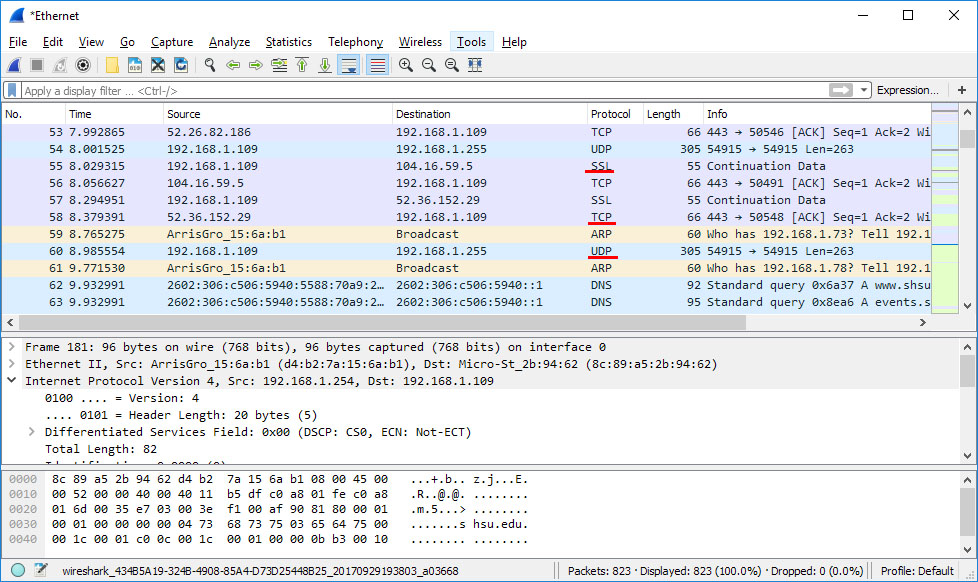 *Ethernet
File Edit View Go Capture Analyze Statistics Telephony Wireless Tools Help
Apply a display filter ... <Ctrl-/> Expression... +
No. Time Source Destination Protocol Length Info
53 7.992865 52.26.82.186 192.168.1.109 TCP 66 443 → 50546 [ACK] Seq=1 Ack=2 Wi
54 8.001525 192.168.1.109 192.168.1.255 UDP 305 54915 → 54915 Len=263
55 8.029315 192.168.1.109 104.16.59.5 SSL 55 Continuation Data
56 8.056627 104.16.59.5 192.168.1.109 TCP 66 443 → 50491 [ACK] Seq=1 Ack=2 Wi
57 8.294951 192.168.1.109 52.36.152.29 SSL 55 Continuation Data
58 8.379391 52.36.152.29 192.168.1.109 TCP 66 443 → 50548 [ACK] Seq=1 Ack=2 Wi
59 8.765275 ArrisGro_15:6a:b1 Broadcast ARP 60 Who has 192.168.1.73? Tell 192.1
60 8.985554 192.168.1.109 192.168.1.255 UDP 305 54915 → 54915 Len=263
61 9.771530 ArrisGro_15:6a:b1 Broadcast ARP 60 Who has 192.168.1.78? Tell 192.1
62 9.932991 2602:306:c506:5940:5588:70a9:2… 2602:306:c506:5940::1 DNS 92 Standard query 0x6a37 A www.shsu
63 9.932991 2602:306:c506:5940:5588:70a9:2… 2602:306:c506:5940::1 DNS 95 Standard query 0x8ea6 A events.s
Frame 181: 96 bytes on wire (768 bits), 96 bytes captured (768 bits) on interface 0
Ethernet II, Src: ArrisGro_15:6a:b1 (d4:b2:7a:15:6a:b1), Dst: Micro-St_2b:94:62 (8c:89:a5:2b:94:62)
Internet Protocol Version 4, Src: 192.168.1.254, Dst: 192.168.1.109
0100 .... = Version: 4
.... 0101 = Header Length: 20 bytes (5)
Differentiated Services Field: 0x00 (DSCP: CS0, ECN: Not-ECT)
Total Length: 82
0000 8c 89 a5 2b 94 62 d4 b2 7a 15 6a b1 08 00 45 00 ...+.b.. z.j...E.
0010 00 52 00 00 40 00 40 11 b5 df c0 a8 01 fe c0 a8 .R..@.@. ........
0020 01 6d 00 35 e7 03 00 3e f1 00 af 90 81 80 00 01 .m.5...> ........
0030 00 01 00 00 00 00 04 73 68 73 75 03 65 64 75 00 .......s hsu.edu.
0040 00 1c 00 01 c0 0c 00 1c 00 01 00 00 0b b3 00 10 ........ ........
wireshark_434B5A19-324B-4908-85A4-D73D25448B25_20170929193803_a03668 Packets: 823 · Displayed: 823 (100.0%) · Dropped: 0 (0.0%) Profile: Default